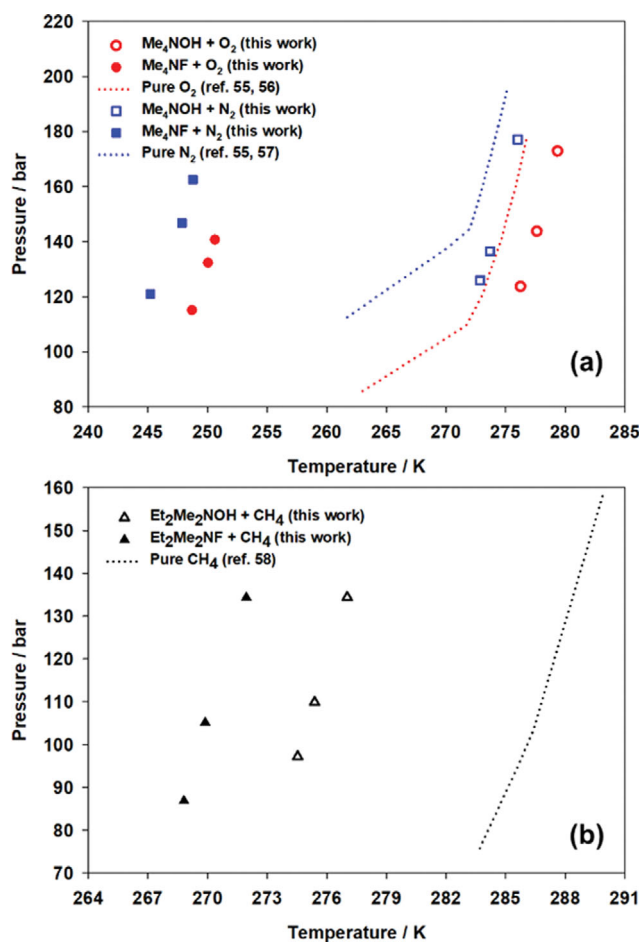 (a)
Me₄NOH + O₂ (this work)
Me₄NF + O₂ (this work)
Pure O₂ (ref. 55, 56)
Me₄NOH + N₂ (this work)
Me₄NF + N₂ (this work)
Pure N₂ (ref. 55, 57)
Pressure / bar
220
200
180
160
140
120
100
80
240 245 250 255 260 265 270 275 280 285
Temperature / K
(b)
Et₂Me₂NOH + CH₄ (this work)
Et₂Me₂NF + CH₄ (this work)
Pure CH₄ (ref. 58)
Pressure / bar
160
150
140
130
120
110
100
90
80
70
264 267 270 273 276 279 282 285 288 291
Temperature / K